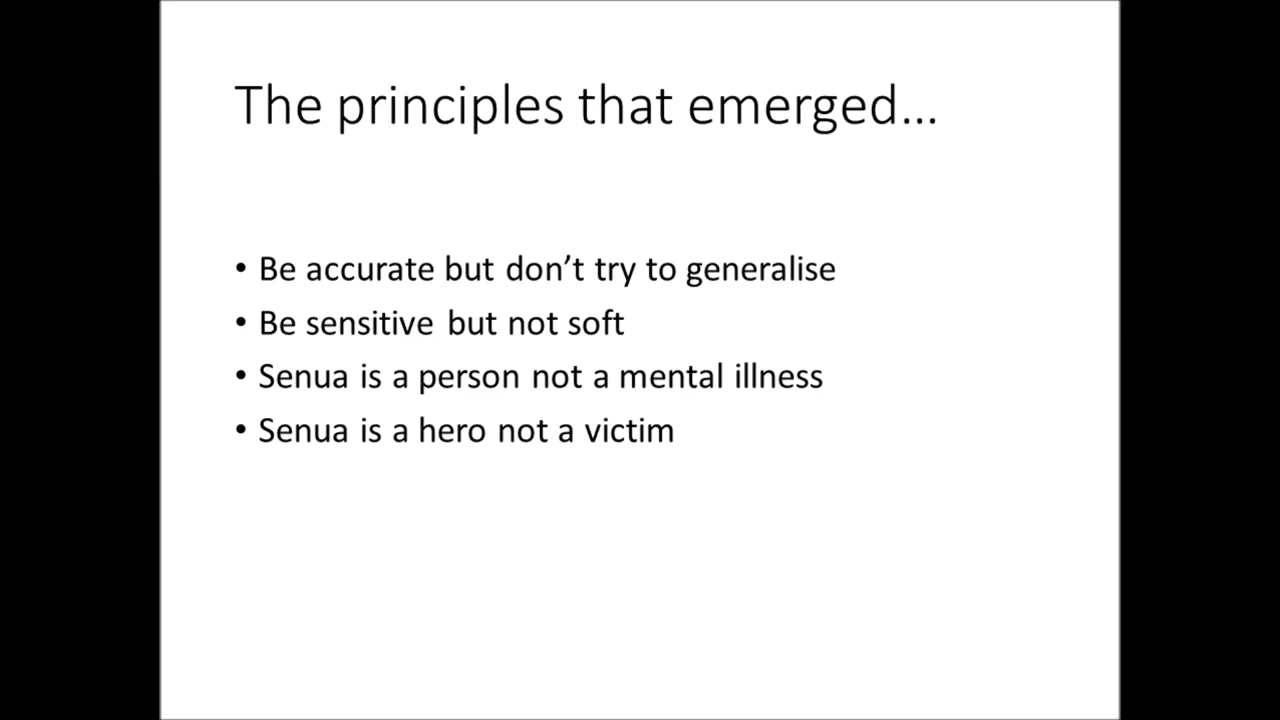 The principles that emerged...
• Be accurate but don’t try to generalise
• Be sensitive but not soft
• Senua is a person not a mental illness
• Senua is a hero not a victim